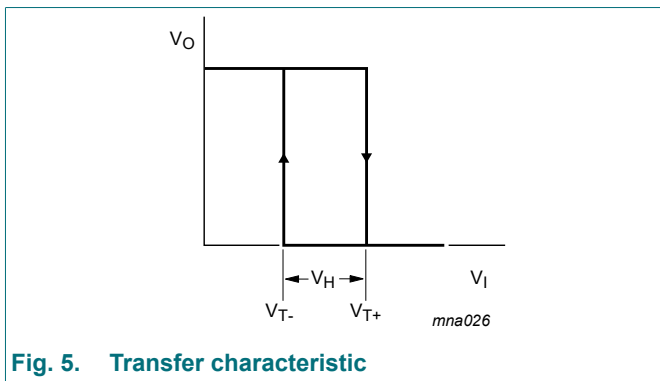 VO
VH
VI
VT-
VT+
mna026
Fig. 5. Transfer characteristic